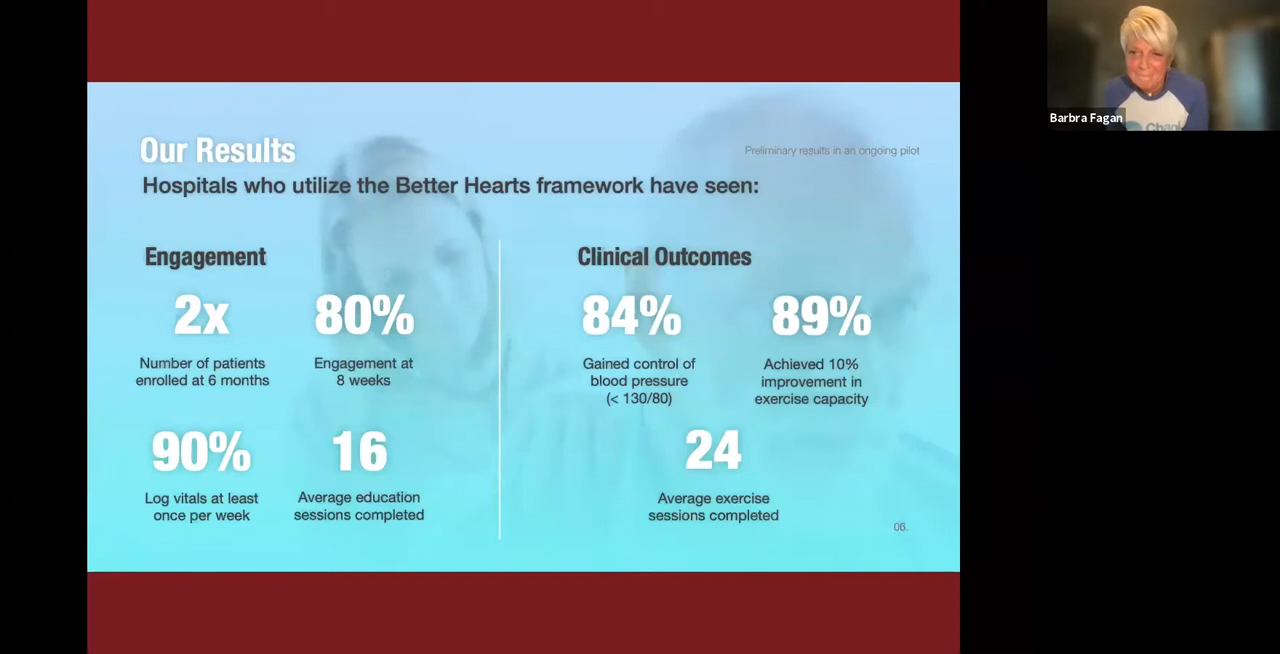 Our Results
Preliminary results in an ongoing pilot
Hospitals who utilize the Better Hearts framework have seen:
Engagement
2x
Number of patients
enrolled at 6 months
80%
Engagement at
8 weeks
90%
Log vitals at least
once per week
16
Average education
sessions completed
Clinical Outcomes
84%
Gained control of
blood pressure
(< 130/80)
89%
Achieved 10%
improvement in
exercise capacity
24
Average exercise
sessions completed
06.
Barbra Fagan